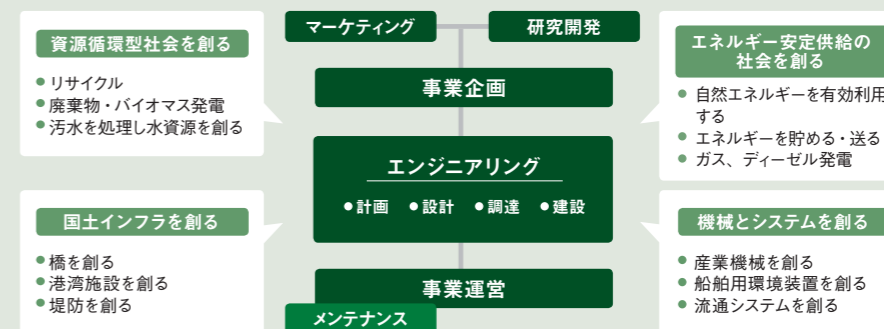 資源循環型社会を創る
● リサイクル
● 廃棄物・バイオマス発電
● 汚水を処理し水資源を創る
国土インフラを創る
● 橋を創る
● 港湾施設を創る
● 堤防を創る
マーケティング
研究開発
事業企画
エンジニアリング
●計画 ●設計 ●調達 ●建設
事業運営
メンテナンス
エネルギー安定供給の
社会を創る
● 自然エネルギーを有効利用
する
● エネルギーを貯める・送る
● ガス、ディーゼル発電
機械とシステムを創る
● 産業機械を創る
● 船舶用環境装置を創る
● 流通システムを創る